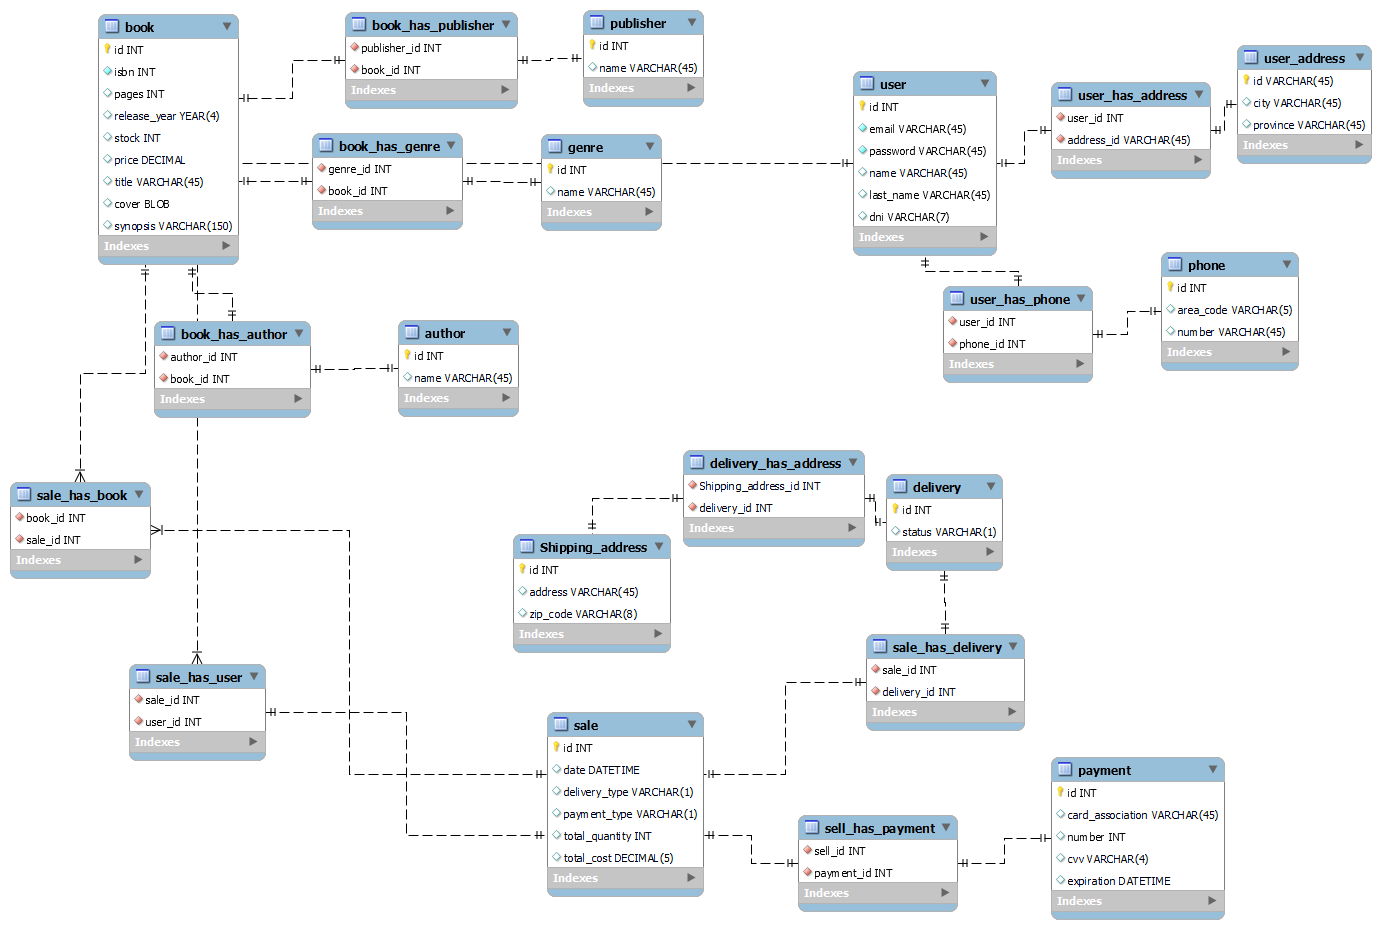 book
id INT
isbn INT
pages INT
release_year YEAR(4)
stock INT
price DECIMAL
title VARCHAR(45)
cover BLOB
synopsis VARCHAR(150)
Indexes
book_has_publisher
publisher_id INT
book_id INT
Indexes
publisher
id INT
name VARCHAR(45)
Indexes
book_has_genre
genre_id INT
book_id INT
Indexes
genre
id INT
name VARCHAR(45)
Indexes
user
id INT
email VARCHAR(45)
password VARCHAR(45)
name VARCHAR(45)
last_name VARCHAR(45)
dni VARCHAR(7)
Indexes
user_has_address
user_id INT
address_id VARCHAR(45)
Indexes
user_address
id VARCHAR(45)
city VARCHAR(45)
province VARCHAR(45)
Indexes
user_has_phone
user_id INT
phone_id INT
Indexes
phone
id INT
area_code VARCHAR(5)
number VARCHAR(45)
Indexes
book_has_author
author_id INT
book_id INT
Indexes
author
id INT
name VARCHAR(45)
Indexes
sale_has_book
book_id INT
sale_id INT
Indexes
delivery_has_address
Shipping_address_id INT
delivery_id INT
Indexes
delivery
id INT
status VARCHAR(1)
Indexes
Shipping_address
id INT
address VARCHAR(45)
zip_code VARCHAR(8)
Indexes
sale_has_delivery
sale_id INT
delivery_id INT
Indexes
sale_has_user
sale_id INT
user_id INT
Indexes
sale
id INT
date DATETIME
delivery_type VARCHAR(1)
payment_type VARCHAR(1)
total_quantity INT
total_cost DECIMAL(5)
Indexes
sell_has_payment
sell_id INT
payment_id INT
Indexes
payment
id INT
card_association VARCHAR(45)
number INT
cvv VARCHAR(4)
expiration DATETIME
Indexes